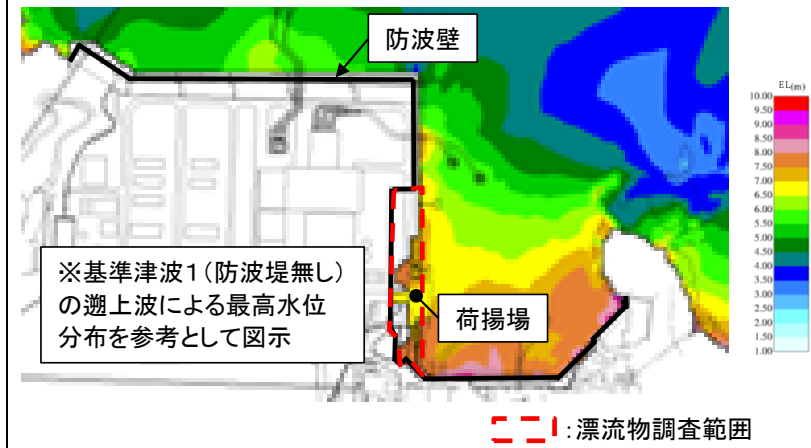 防波壁
EL(m)
10.00
9.50
9.00
8.50
8.00
7.50
7.00
6.50
6.00
5.50
5.00
4.50
4.00
3.50
3.00
2.50
2.00
1.50
1.00
※基準津波1(防波堤無し)
の遡上波による最高水位
分布を参考として図示
荷揚場
:漂流物調査範囲